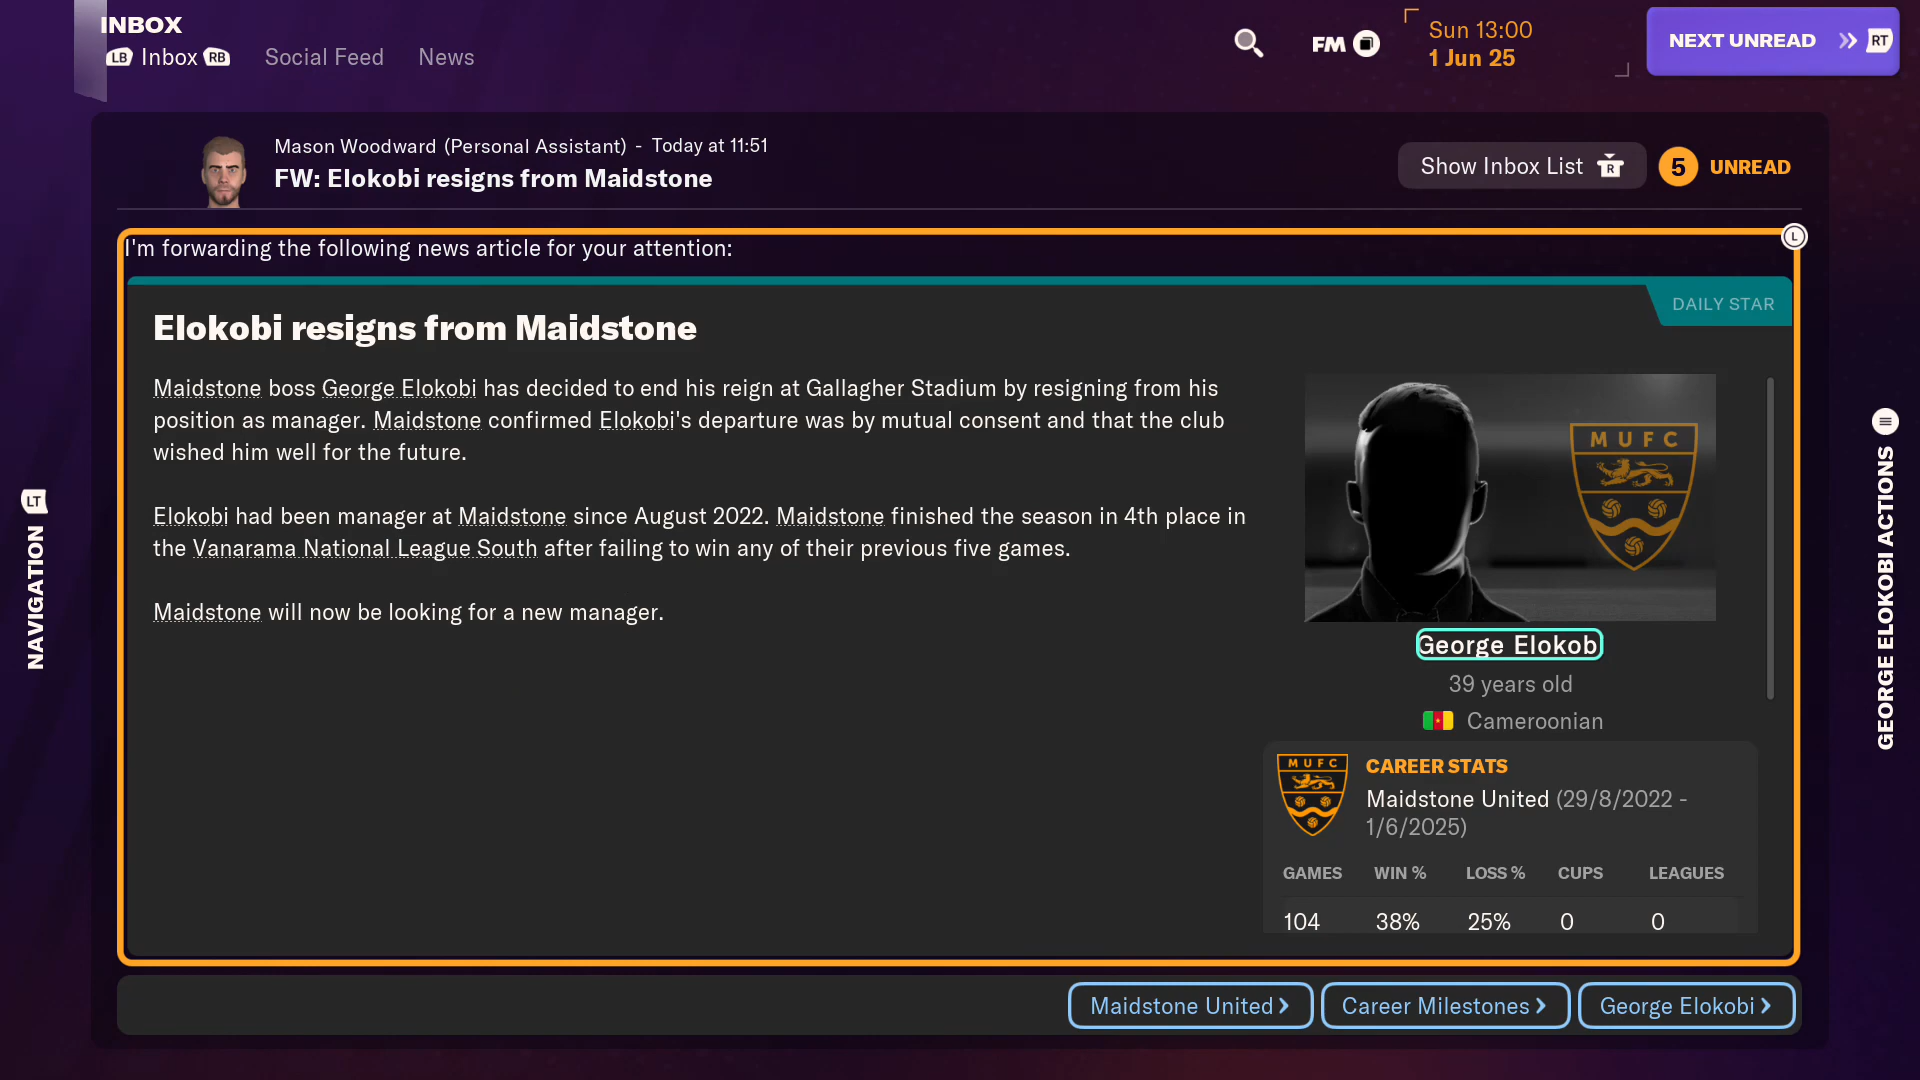 INBOX
LB Inbox RB Social Feed News
FM
Sun 13:00
1 Jun 25
NEXT UNREAD RT
Mason Woodward (Personal Assistant) - Today at 11:51
FW: Elokobi resigns from Maidstone
Show Inbox List R
5 UNREAD
I'm forwarding the following news article for your attention:
L
DAILY STAR
Elokobi resigns from Maidstone
Maidstone boss George Elokobi has decided to end his reign at Gallagher Stadium by resigning from his
position as manager. Maidstone confirmed Elokobi's departure was by mutual consent and that the club
wished him well for the future.
Elokobi had been manager at Maidstone since August 2022. Maidstone finished the season in 4th place in
the Vanarama National League South after failing to win any of their previous five games.
Maidstone will now be looking for a new manager.
MUFC
George Elokob
39 years old
Cameroonian
MUFC
CAREER STATS
Maidstone United (29/8/2022 -
1/6/2025)
GAMES WIN % LOSS % CUPS LEAGUES
104 38% 25% 0 0
Maidstone United
Career Milestones
George Elokobi
LT
NAVIGATION
GEORGE ELOKOBI ACTIONS